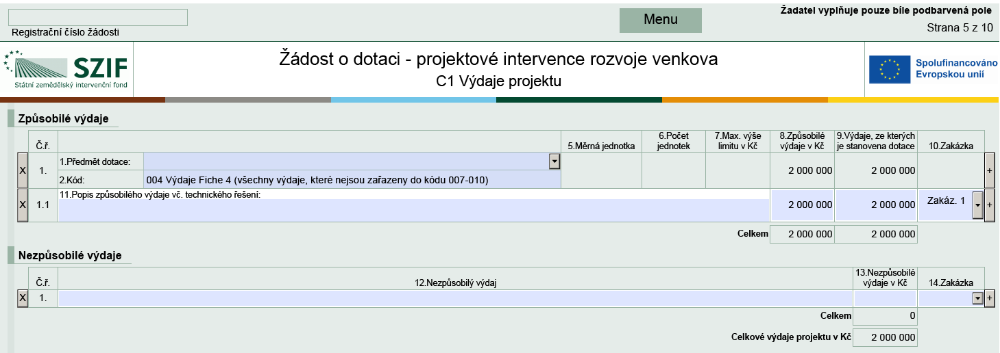 Registrační číslo žádosti
Menu
Žadatel vyplňuje pouze bíle podbarvená pole
Strana 5 z 10
SZIF
Státní zemědělský intervenční fond
Žádost o dotaci - projektové intervence rozvoje venkova
C1 Výdaje projektu
Spolufinancováno
Evropskou unií
Způsobilé výdaje
Č.ř.
5.Měrná jednotka
6.Počet
jednotek
7.Max. výše
limitu v Kč
8.Způsobilé
výdaje v Kč
9.Výdaje, ze kterých
je stanovena dotace
10.Zakázka
X
1.
1.Předmět dotace:
2.Kód:
004 Výdaje Fiche 4 (všechny výdaje, které nejsou zařazeny do kódu 007-010)
2 000 000
2 000 000
+
X
1.1
11.Popis způsobilého výdaje vč. technického řešení:
2 000 000
2 000 000
Zakáz. 1
+
Celkem
2 000 000
2 000 000
Nezpůsobilé výdaje
Č.ř.
12.Nezpůsobilý výdaj
13.Nezpůsobilé
výdaje v Kč
14.Zakázka
X
1.
+
Celkem
0
Celkové výdaje projektu v Kč
2 000 000